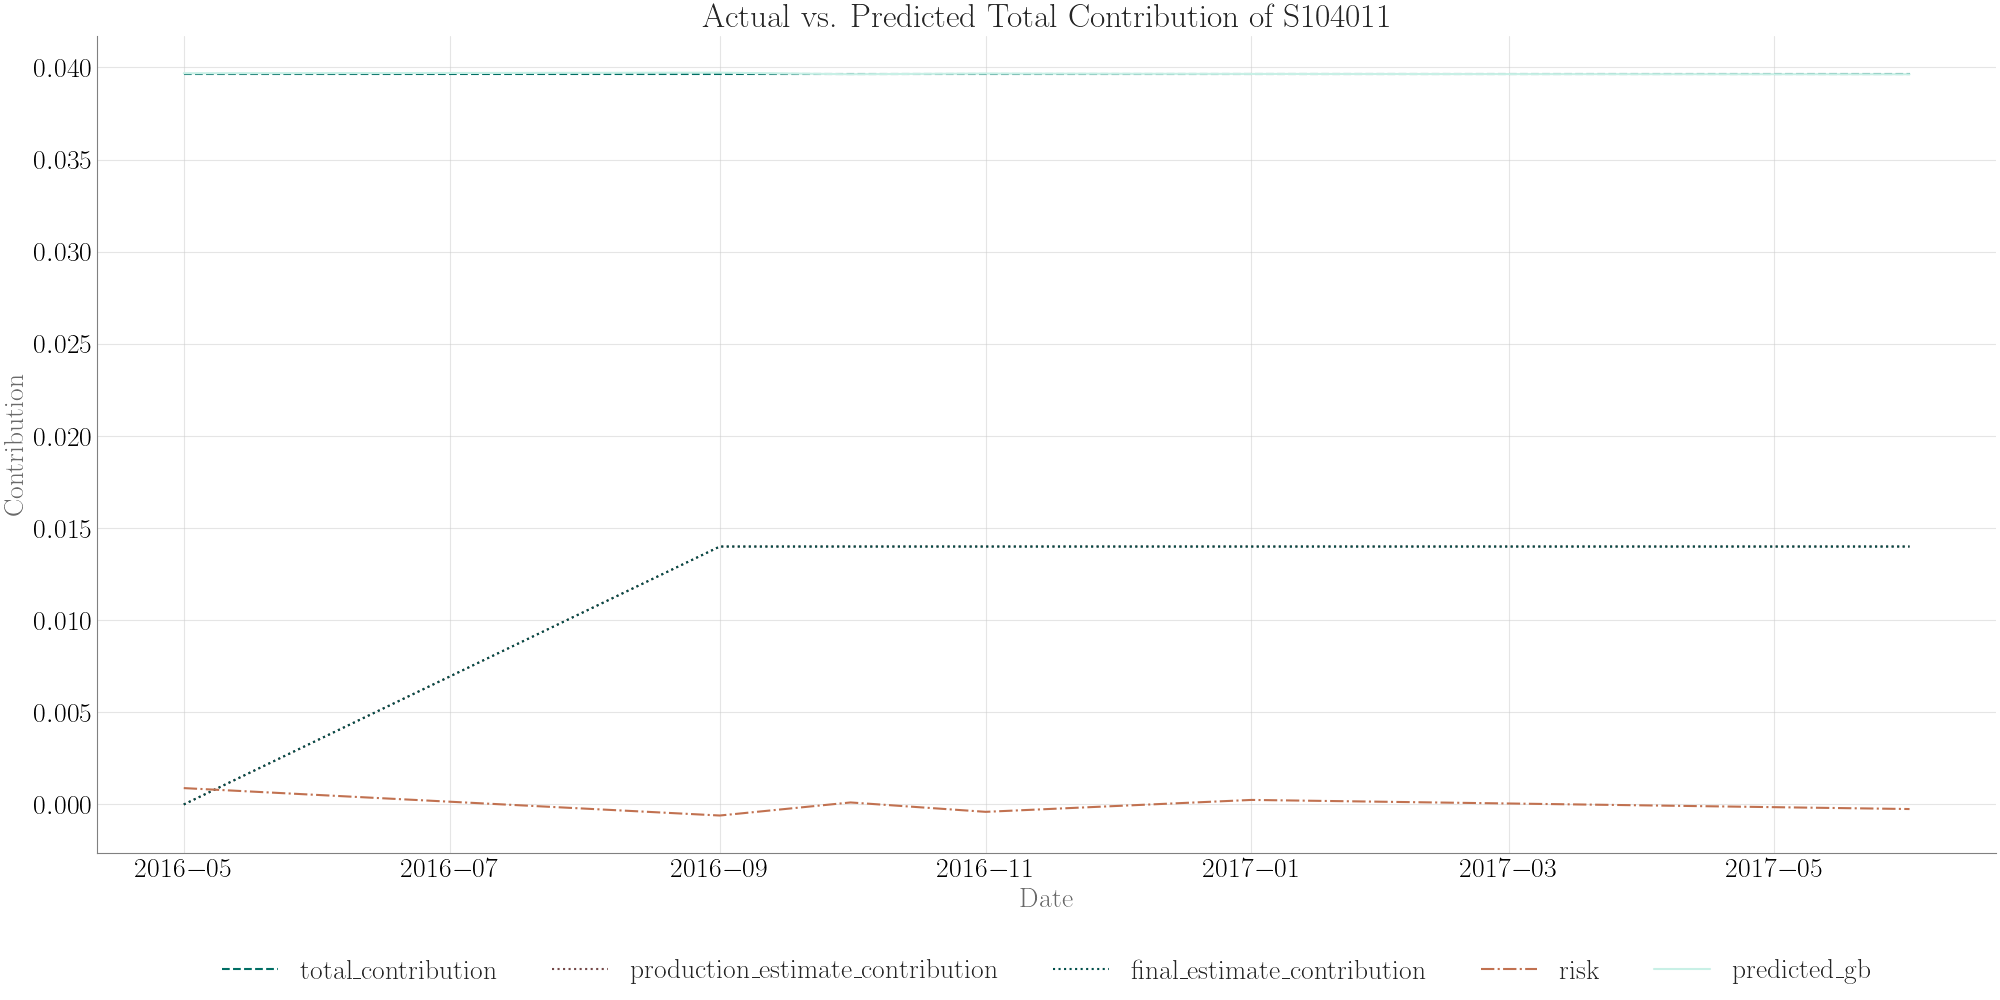 Actual vs. Predicted Total Contribution of S104011
0.040
0.035
0.030
0.025
0.020
0.015
0.010
0.005
0.000
Contribution
2016–05 2016–07 2016–09 2016–11 2017–01 2017–03 2017–05
Date
total_contribution production_estimate_contribution final_estimate_contribution risk predicted_gb